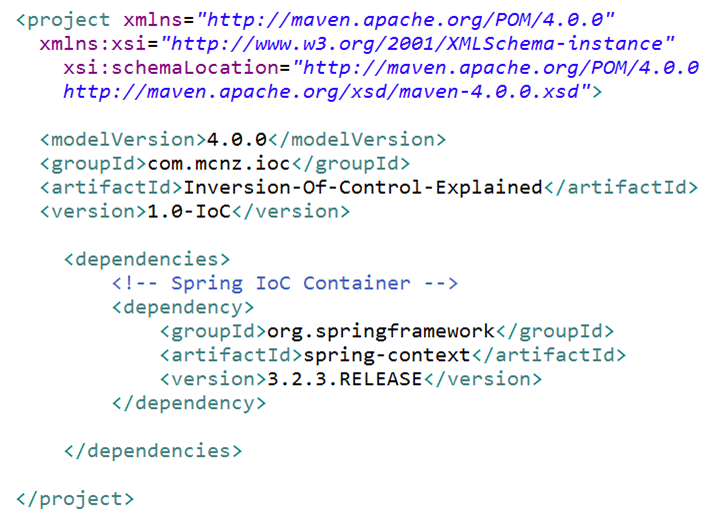 <project xmlns="http://maven.apache.org/POM/4.0.0"
xmlns:xsi="http://www.w3.org/2001/XMLSchema-instance"
xsi:schemaLocation="http://maven.apache.org/POM/4.0.0
http://maven.apache.org/xsd/maven-4.0.0.xsd">
<modelVersion>4.0.0</modelVersion>
<groupId>com.mcnz.ioc</groupId>
<artifactId>Inversion-Of-Control-Explained</artifactId>
<version>1.0-IoC</version>
<dependencies>
<!-- Spring IoC Container -->
<dependency>
<groupId>org.springframework</groupId>
<artifactId>spring-context</artifactId>
<version>3.2.3.RELEASE</version>
</dependency>
</dependencies>
</project>